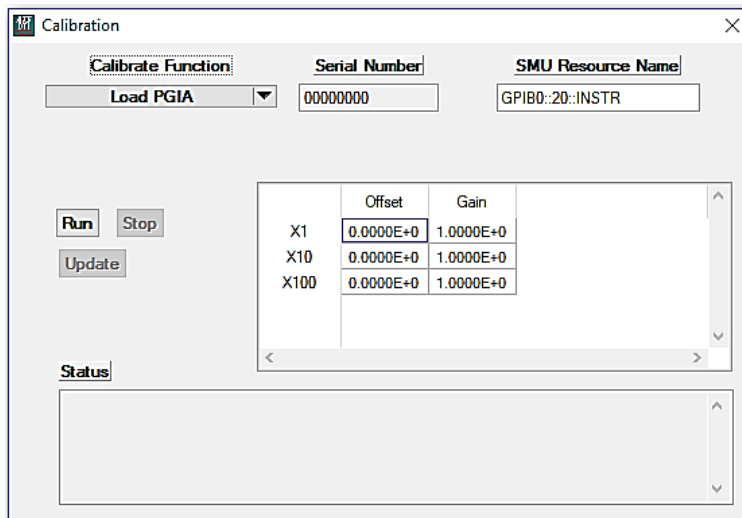 Calibration
Calibrate Function Serial Number SMU Resource Name
Load PGIA 00000000 GPIB0::20::INSTR
Offset Gain
Run Stop
X1 0.0000E+0 1.0000E+0
X10 0.0000E+0 1.0000E+0
Update
X100 0.0000E+0 1.0000E+0
Status